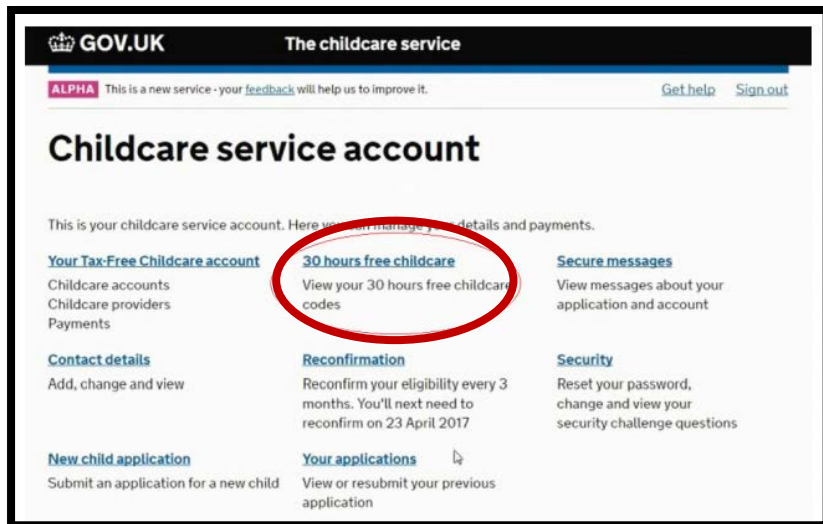 GOV.UK The childcare service
ALPHA This is a new service - your feedback will help us to improve it. Get help Sign out
Childcare service account
This is your childcare service account. Here you can manage your details and payments.
Your Tax-Free Childcare account
Childcare accounts
Childcare providers
Payments
30 hours free childcare
View your 30 hours free childcare
codes
Secure messages
View messages about your
application and account
Contact details
Add, change and view
Reconfirmation
Reconfirm your eligibility every 3
months. You'll next need to
reconfirm on 23 April 2017
Security
Reset your password,
change and view your
security challenge questions
New child application
Submit an application for a new child
Your applications
View or resubmit your previous
application